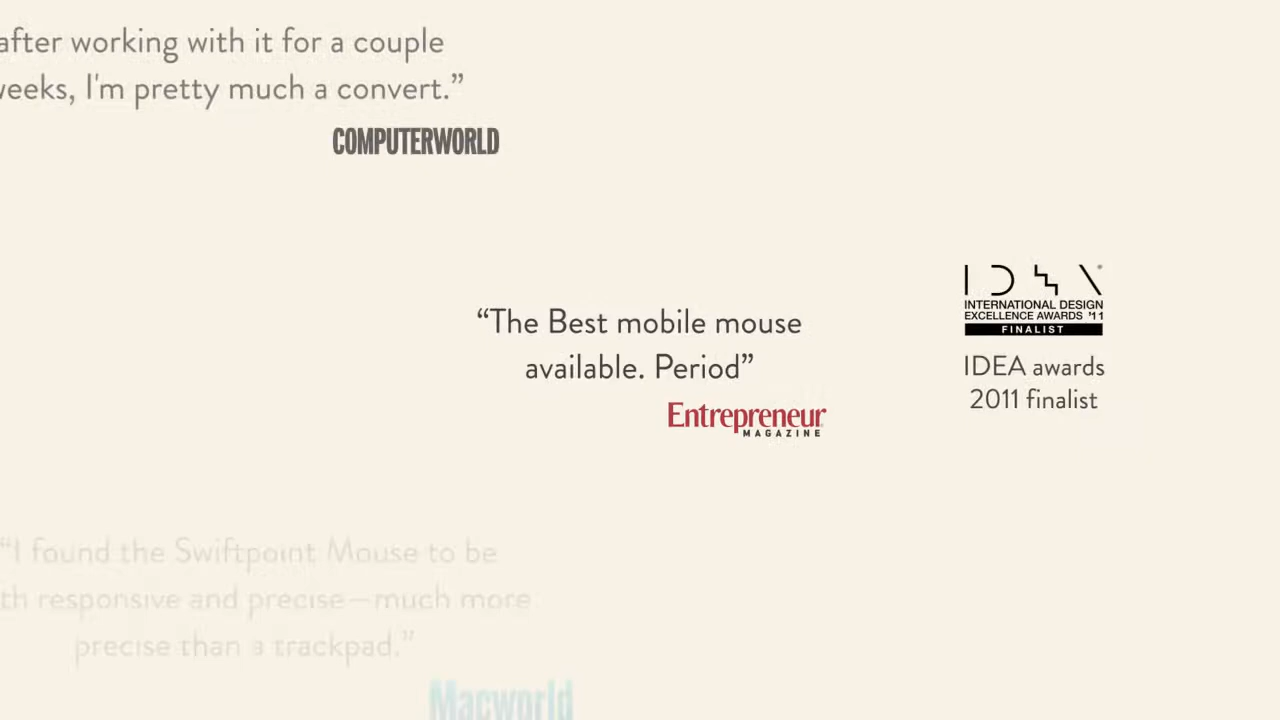 after working with it for a couple
weeks, I'm pretty much a convert.”
COMPUTERWORLD
“The Best mobile mouse
available. Period”
Entrepreneur
MAGAZINE
IDEA
INTERNATIONAL DESIGN
EXCELLENCE AWARDS '11
FINALIST
IDEA awards
2011 finalist
“I found the Swiftpoint Mouse to be
th responsive and precise—much more
precise than a trackpad.”
Macworld